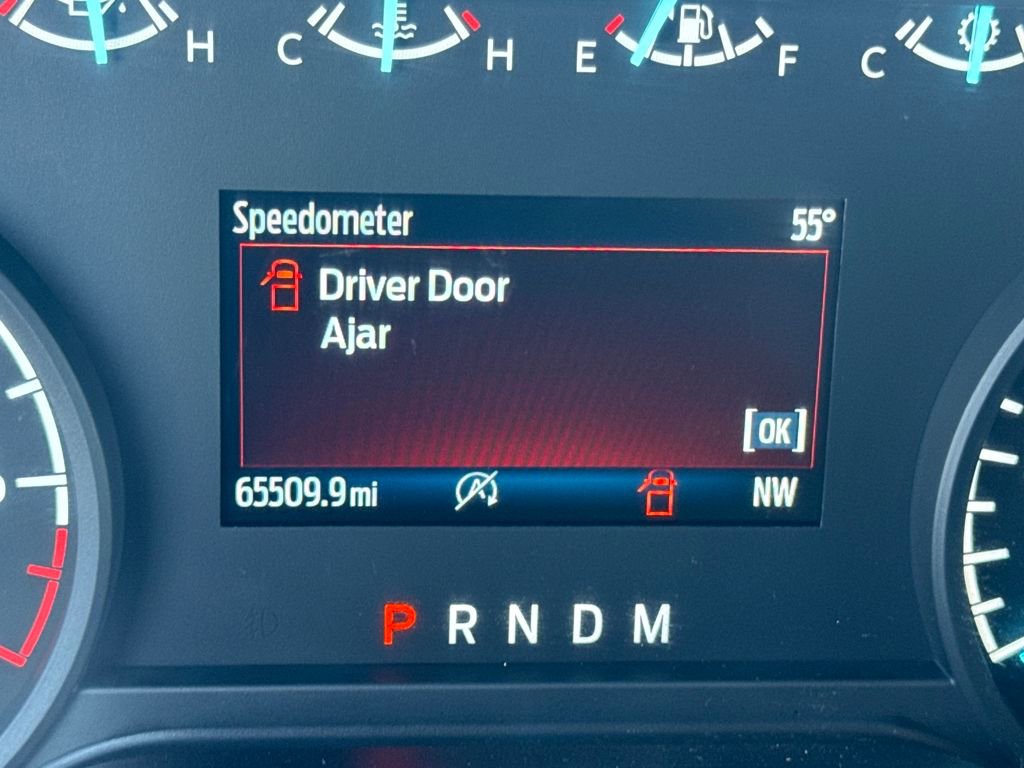 H C H E F C
Speedometer 55°
Driver Door
Ajar
[OK]
65509.9 mi A NW
P R N D M